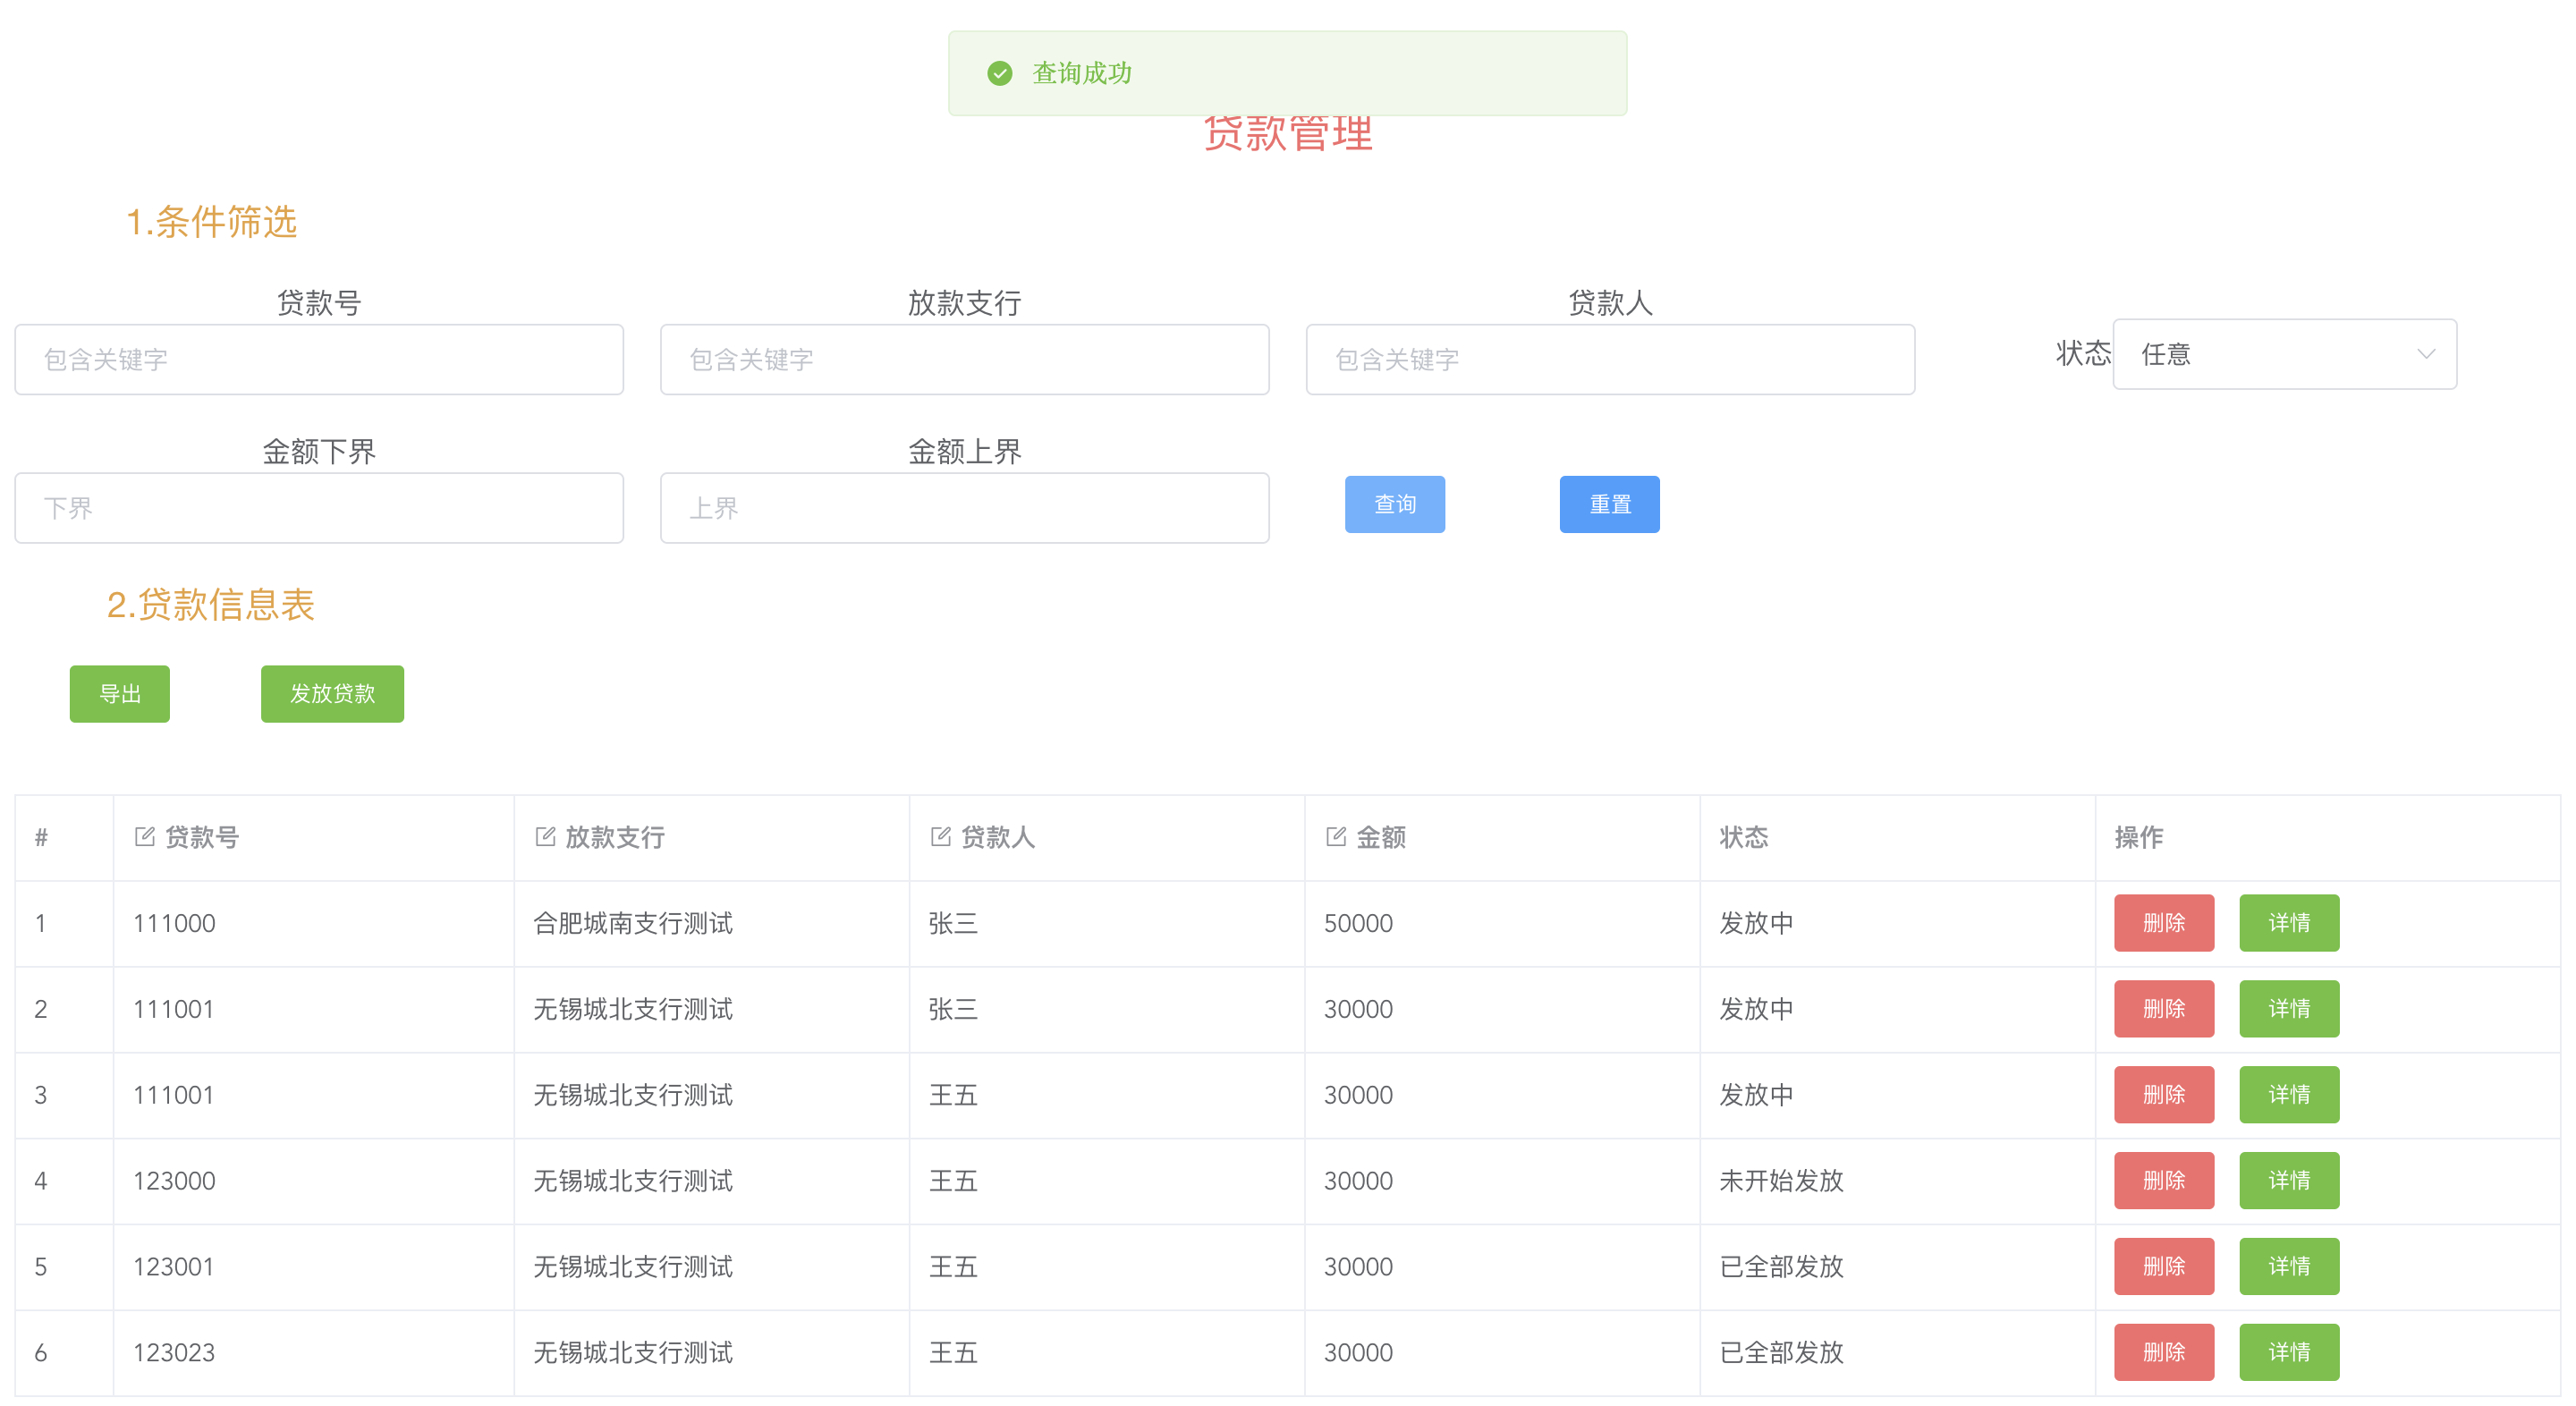 查询成功
贷款管理
1.条件筛选
贷款号 放款支行 贷款人
包含关键字 包含关键字 包含关键字 状态 任意
金额下界 金额上界
下界 上界 查询 重置
2.贷款信息表
导出 发放贷款
# 贷款号 放款支行 贷款人 金额 状态 操作
1 111000 合肥城南支行测试 张三 50000 发放中 删除 详情
2 111001 无锡城北支行测试 张三 30000 发放中 删除 详情
3 111001 无锡城北支行测试 王五 30000 发放中 删除 详情
4 123000 无锡城北支行测试 王五 30000 未开始发放 删除 详情
5 123001 无锡城北支行测试 王五 30000 已全部发放 删除 详情
6 123023 无锡城北支行测试 王五 30000 已全部发放 删除 详情